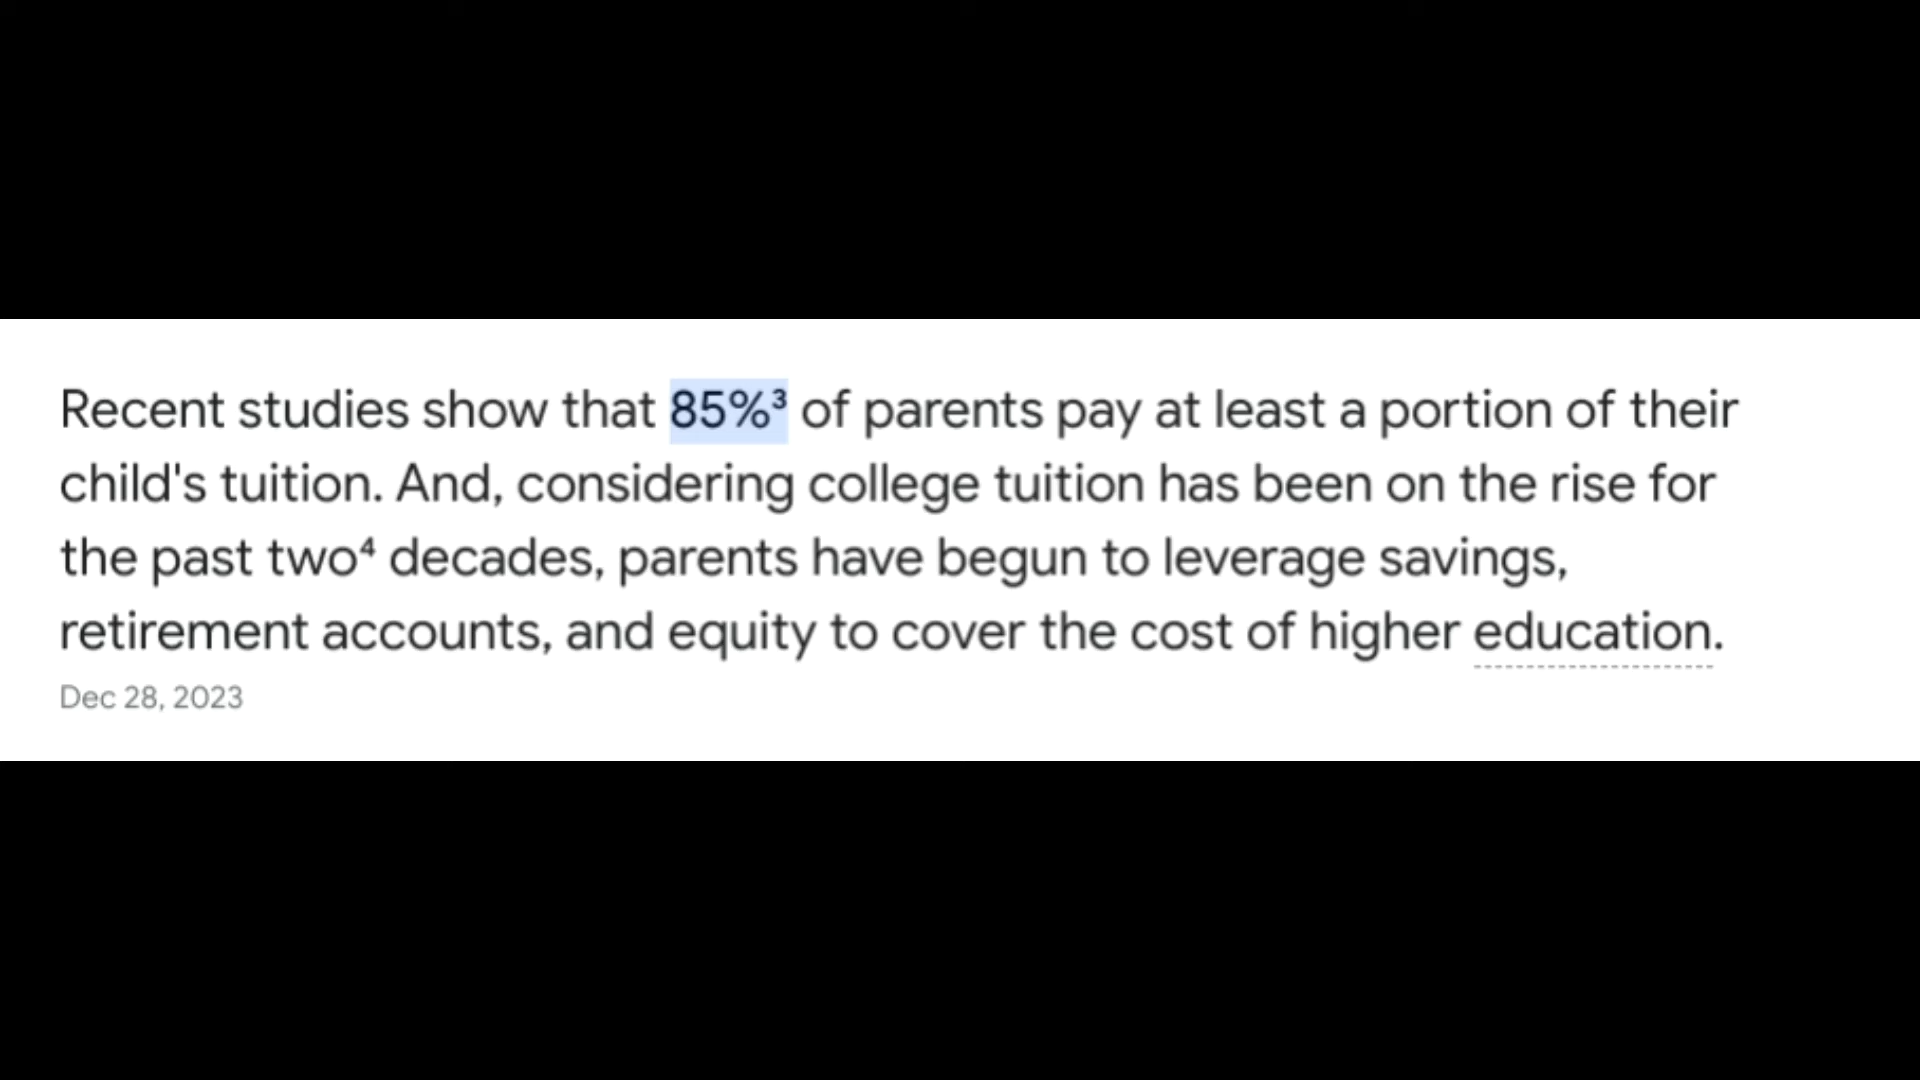 Recent studies show that 85%³ of parents pay at least a portion of their
child's tuition. And, considering college tuition has been on the rise for
the past two⁴ decades, parents have begun to leverage savings,
retirement accounts, and equity to cover the cost of higher education.
Dec 28, 2023